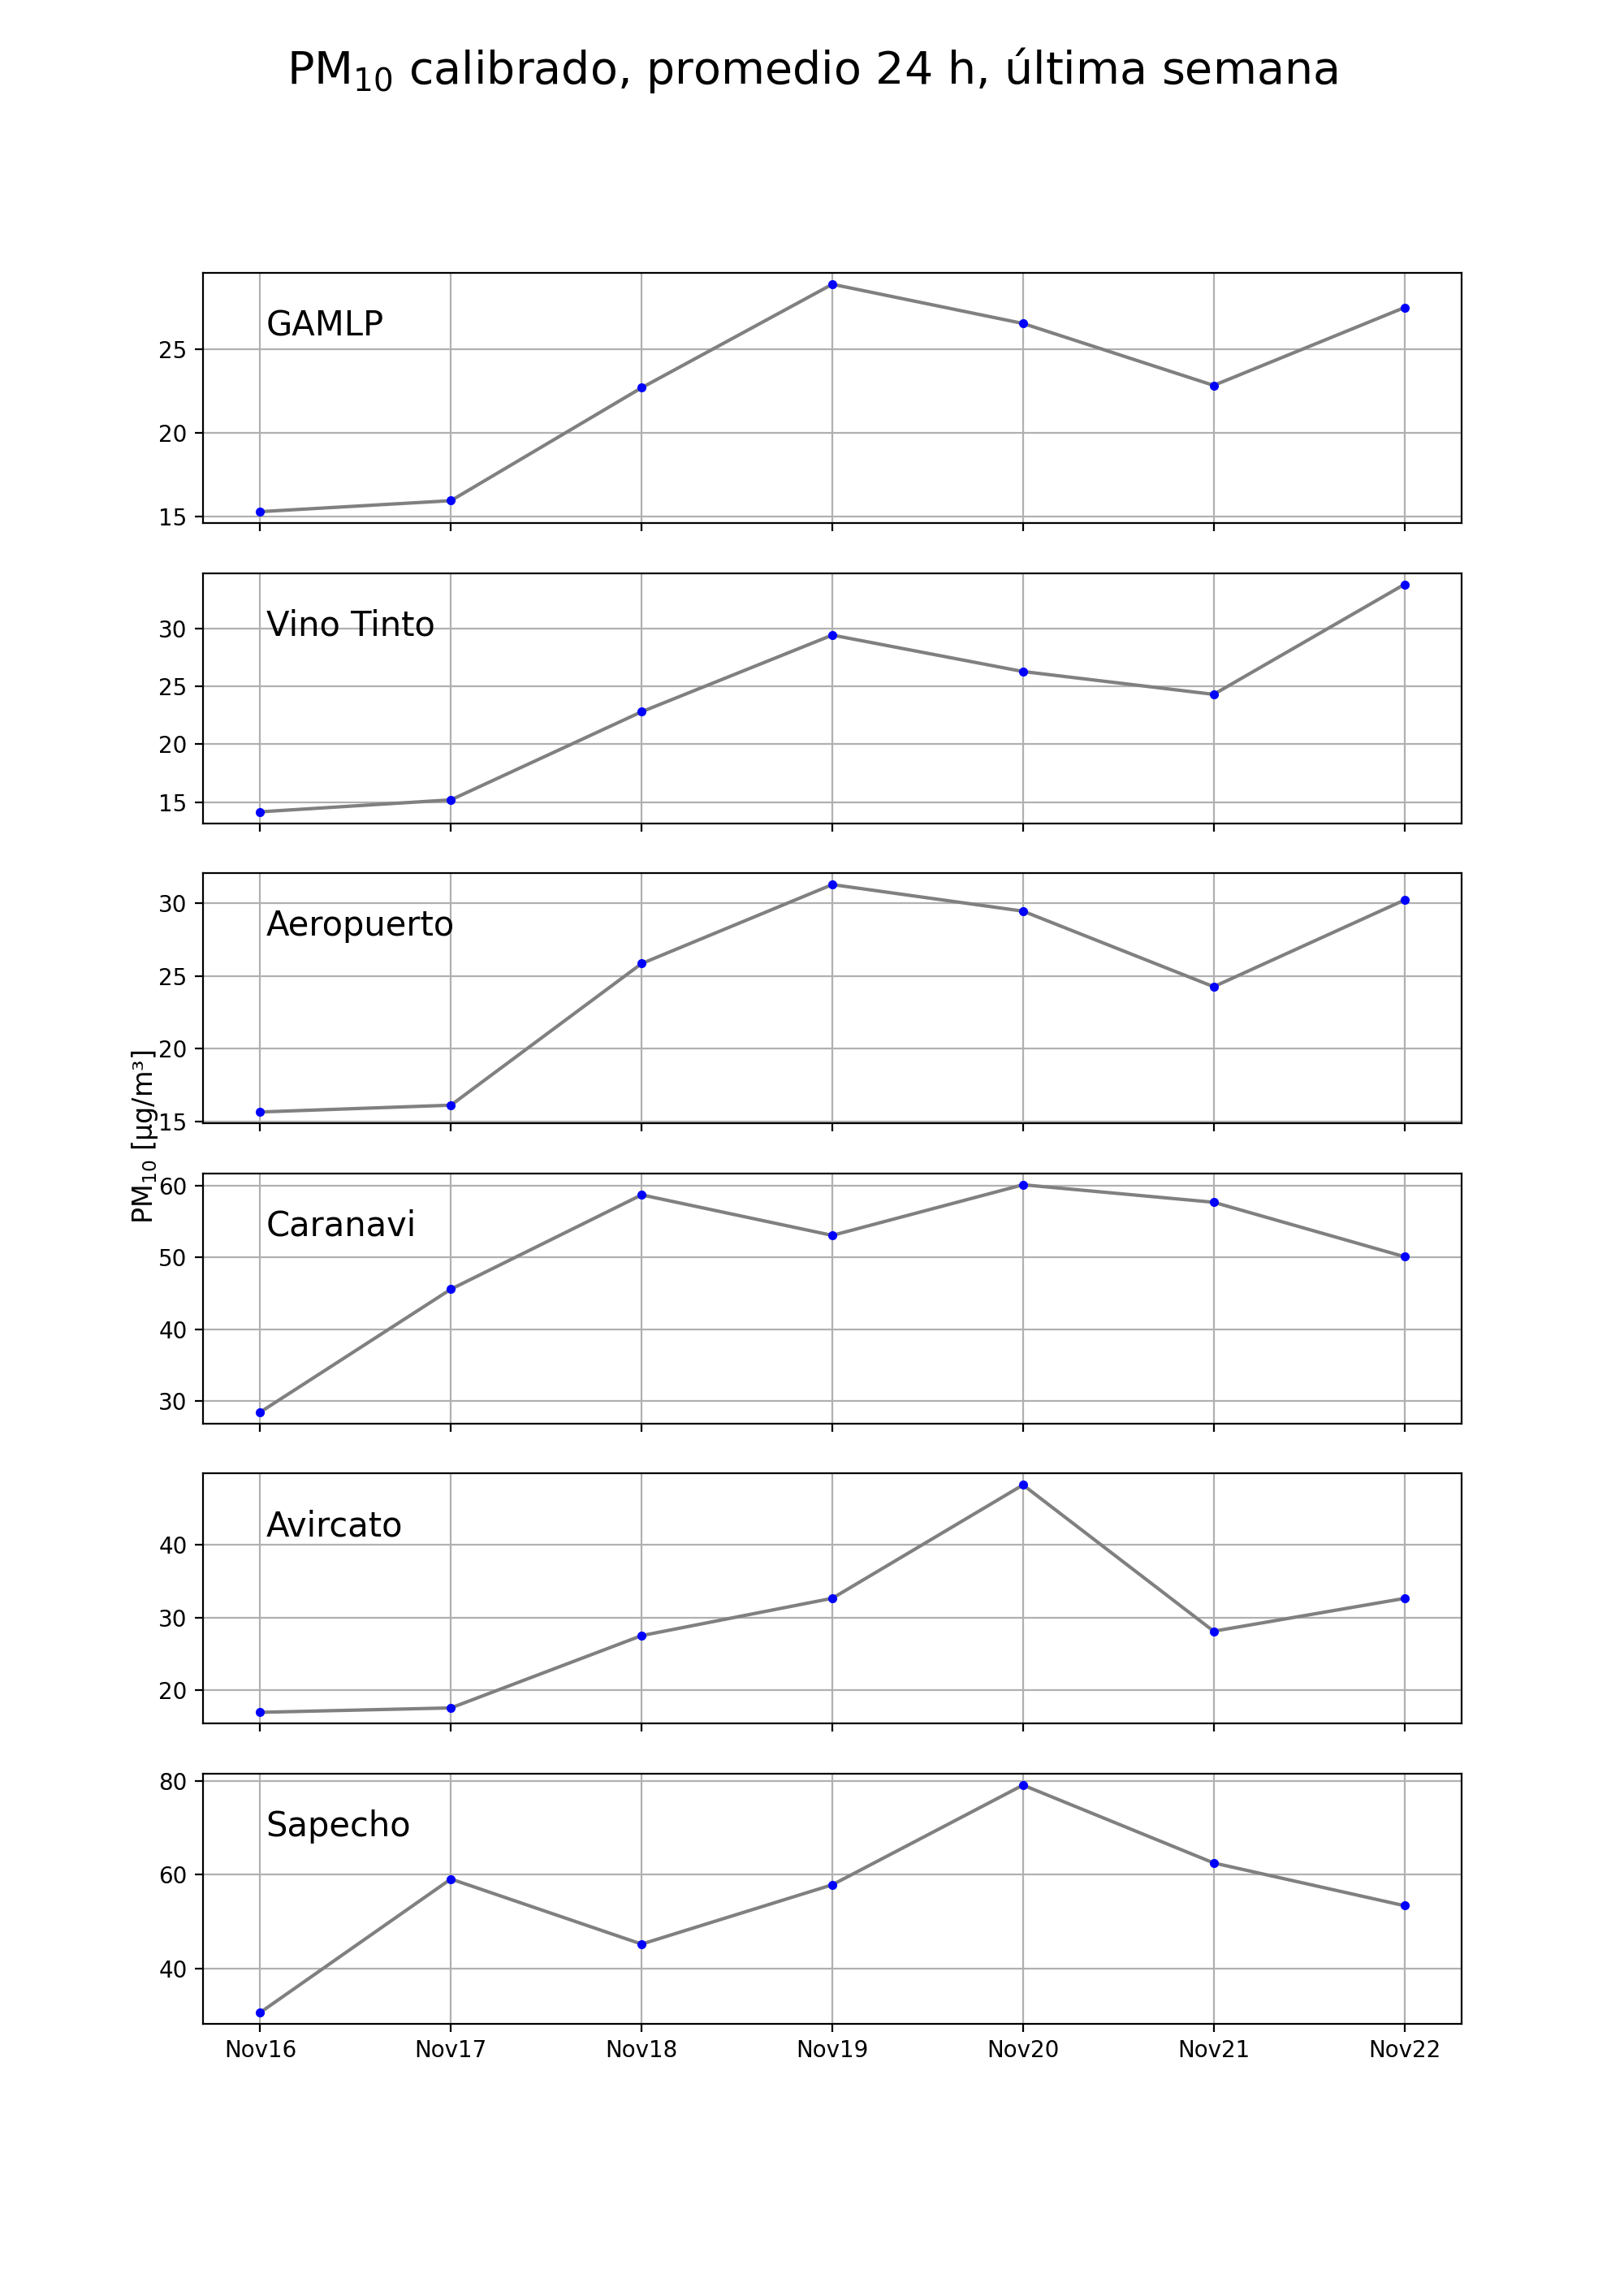 PM₁₀ calibrado, promedio 24 h, última semana
PM₁₀ [µg/m³]
GAMLP
25
20
15
Vino Tinto
30
25
20
15
Aeropuerto
30
25
20
15
Caranavi
60
50
40
30
Avircato
40
30
20
Sapecho
80
60
40
Nov16 Nov17 Nov18 Nov19 Nov20 Nov21 Nov22